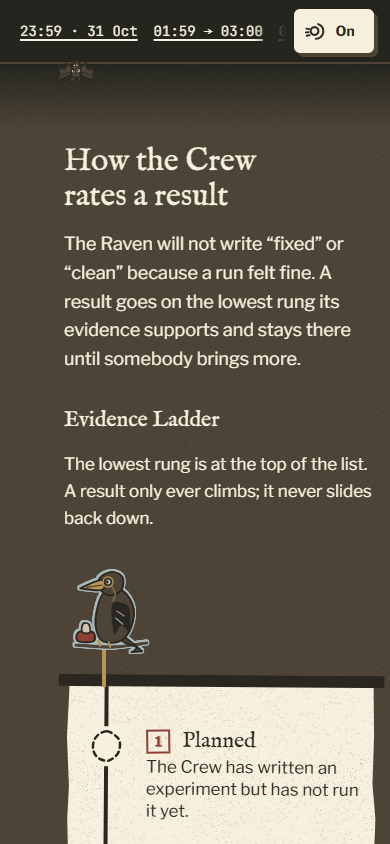 23:59 · 31 Oct 01:59 → 03:00
On
How the Crew
rates a result
The Raven will not write “fixed” or
“clean” because a run felt fine. A
result goes on the lowest rung its
evidence supports and stays there
until somebody brings more.
Evidence Ladder
The lowest rung is at the top of the list.
A result only ever climbs; it never slides
back down.
1 Planned
The Crew has written an
experiment but has not run
it yet.